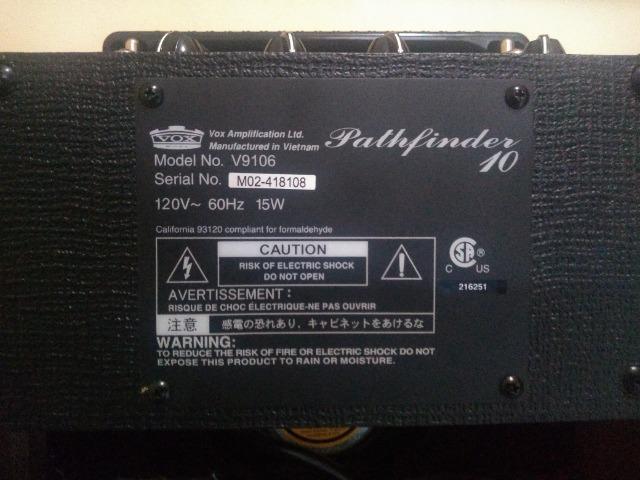 VOX
Vox Amplification Ltd.
Manufactured in Vietnam
Pathfinder
10
Model No. V9106
Serial No. M02-418108
120V~ 60Hz 15W
California 93120 compliant for formaldehyde
CAUTION
RISK OF ELECTRIC SHOCK
DO NOT OPEN
AVERTISSEMENT :
RISQUE DE CHOC ÉLECTRIQUE-NE PAS OUVRIR
注意 感電の恐れあり、キャビネットをあけるな
WARNING:
TO REDUCE THE RISK OF FIRE OR ELECTRIC SHOCK DO NOT
EXPOSE THIS PRODUCT TO RAIN OR MOISTURE.
SA ®
C US
216251